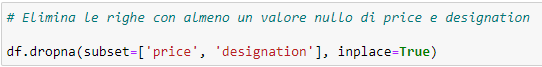 # Elimina le righe con almeno un valore nullo di price e designation
df.dropna(subset=['price', 'designation'], inplace=True)